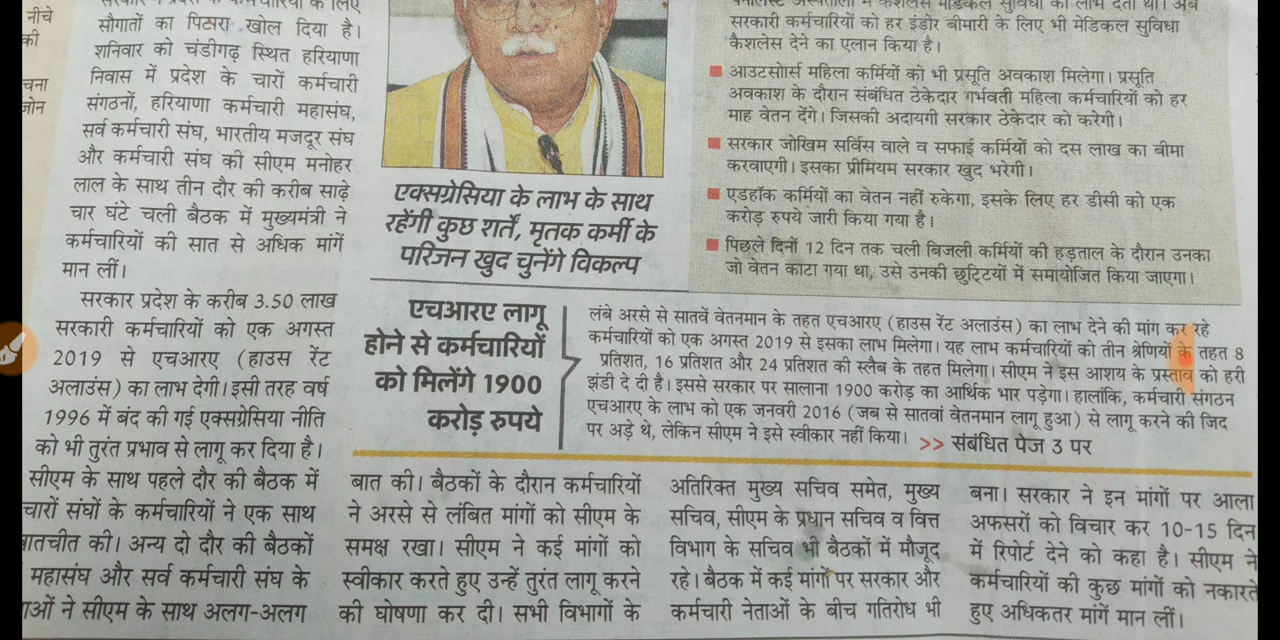 नीचे
की
चना
जोन
सौगातों का पिटारा खोल दिया है।
शनिवार को चंडीगढ़ स्थित हरियाणा
निवास में प्रदेश के चारों कर्मचारी
संगठनों, हरियाणा कर्मचारी महासंघ,
सर्व कर्मचारी संघ, भारतीय मजदूर संघ
और कर्मचारी संघ की सीएम मनोहर
लाल के साथ तीन दौर की करीब साढ़े
चार घंटे चली बैठक में मुख्यमंत्री ने
कर्मचारियों की सात से अधिक मांगें
मान लीं।
सरकार प्रदेश के करीब 3.50 लाख
सरकारी कर्मचारियों को एक अगस्त
2019 से एचआरए (हाउस रेंट
अलाउंस) का लाभ देगी। इसी तरह वर्ष
1996 में बंद की गई एक्सग्रेसिया नीति
को भी तुरंत प्रभाव से लागू कर दिया है।
सीएम के साथ पहले दौर की बैठक में
चारों संघों के कर्मचारियों ने एक साथ
बातचीत की। अन्य दो दौर की बैठकों
महासंघ और सर्व कर्मचारी संघ के
ाओं ने सीएम के साथ अलग-अलग
एक्सग्रेसिया के लाभ के साथ
रहेंगी कुछ शर्तें, मृतक कर्मी के
परिजन खुद चुनेंगे विकल्प
पैनलिस्ट अस्पतालों में कैशलेस मेडिकल सुविधा का लाभ देती थी। अब
सरकारी कर्मचारियों को हर इंडोर बीमारी के लिए भी मेडिकल सुविधा
कैशलेस देने का एलान किया है।
आउटसोर्स महिला कर्मियों को भी प्रसूति अवकाश मिलेगा। प्रसूति
अवकाश के दौरान संबंधित ठेकेदार गर्भवती महिला कर्मचारियों को हर
माह वेतन देंगे। जिसकी अदायगी सरकार ठेकेदार को करेगी।
सरकार जोखिम सर्विस वाले व सफाई कर्मियों को दस लाख का बीमा
करवाएगी। इसका प्रीमियम सरकार खुद भरेगी।
एडहॉक कर्मियों का वेतन नहीं रुकेगा, इसके लिए हर डीसी को एक
करोड़ रुपये जारी किया गया है।
पिछले दिनों 12 दिन तक चली बिजली कर्मियों की हड़ताल के दौरान उनका
जो वेतन काटा गया था, उसे उनकी छुट्टियों में समायोजित किया जाएगा।
एचआरए लागू
होने से कर्मचारियों
को मिलेंगे 1900
करोड़ रुपये
लंबे अरसे से सातवें वेतनमान के तहत एचआरए (हाउस रेंट अलाउंस) का लाभ देने की मांग कर रहे
कर्मचारियों को एक अगस्त 2019 से इसका लाभ मिलेगा। यह लाभ कर्मचारियों को तीन श्रेणियों के तहत 8
प्रतिशत, 16 प्रतिशत और 24 प्रतिशत की स्लैब के तहत मिलेगा। सीएम ने इस आशय के प्रस्ताव को हरी
झंडी दे दी है। इससे सरकार पर सालाना 1900 करोड़ का आर्थिक भार पड़ेगा। हालांकि, कर्मचारी संगठन
एचआरए के लाभ को एक जनवरी 2016 (जब से सातवां वेतनमान लागू हुआ) से लागू करने की जिद
पर अड़े थे, लेकिन सीएम ने इसे स्वीकार नहीं किया। >> संबंधित पेज 3 पर
बात की। बैठकों के दौरान कर्मचारियों
ने अरसे से लंबित मांगों को सीएम के
समक्ष रखा। सीएम ने कई मांगों को
स्वीकार करते हुए उन्हें तुरंत लागू करने
की घोषणा कर दी। सभी विभागों के
अतिरिक्त मुख्य सचिव समेत, मुख्य
सचिव, सीएम के प्रधान सचिव व वित्त
विभाग के सचिव भी बैठकों में मौजूद
रहे। बैठक में कई मांगों पर सरकार और
कर्मचारी नेताओं के बीच गतिरोध भी
बना। सरकार ने इन मांगों पर आला
अफसरों को विचार कर 10-15 दिन
में रिपोर्ट देने को कहा है। सीएम ने
कर्मचारियों की कुछ मांगों को नकारते
हुए अधिकतर मांगें मान लीं।